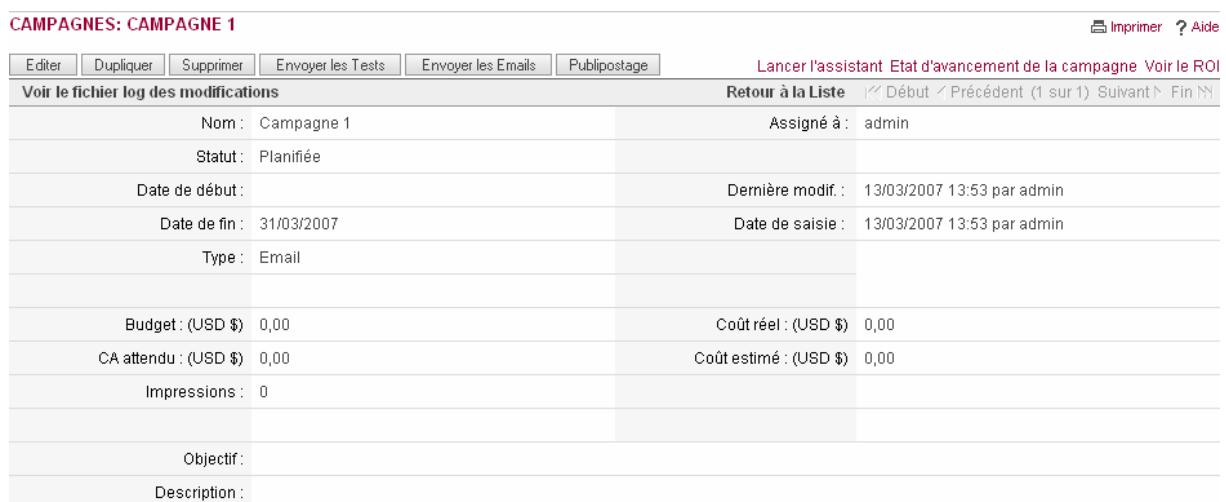 CAMPAGNES: CAMPAGNE 1 Imprimer ? Aide
Editer Dupliquer Supprimer Envoyer les Tests Envoyer les Emails Publipostage Lancer l'assistant Etat d'avancement de la campagne Voir le ROI
Voir le fichier log des modifications Retour à la Liste Début Précédent (1 sur 1) Suivant Fin
Nom : Campagne 1 Assigné à : admin
Statut : Planifiée
Date de début : Dernière modif. : 13/03/2007 13:53 par admin
Date de fin : 31/03/2007 Date de saisie : 13/03/2007 13:53 par admin
Type : Email
Budget : (USD $) 0,00 Coût réel : (USD $) 0,00
CA attendu : (USD $) 0,00 Coût estimé : (USD $) 0,00
Impressions : 0
Objectif :
Description :